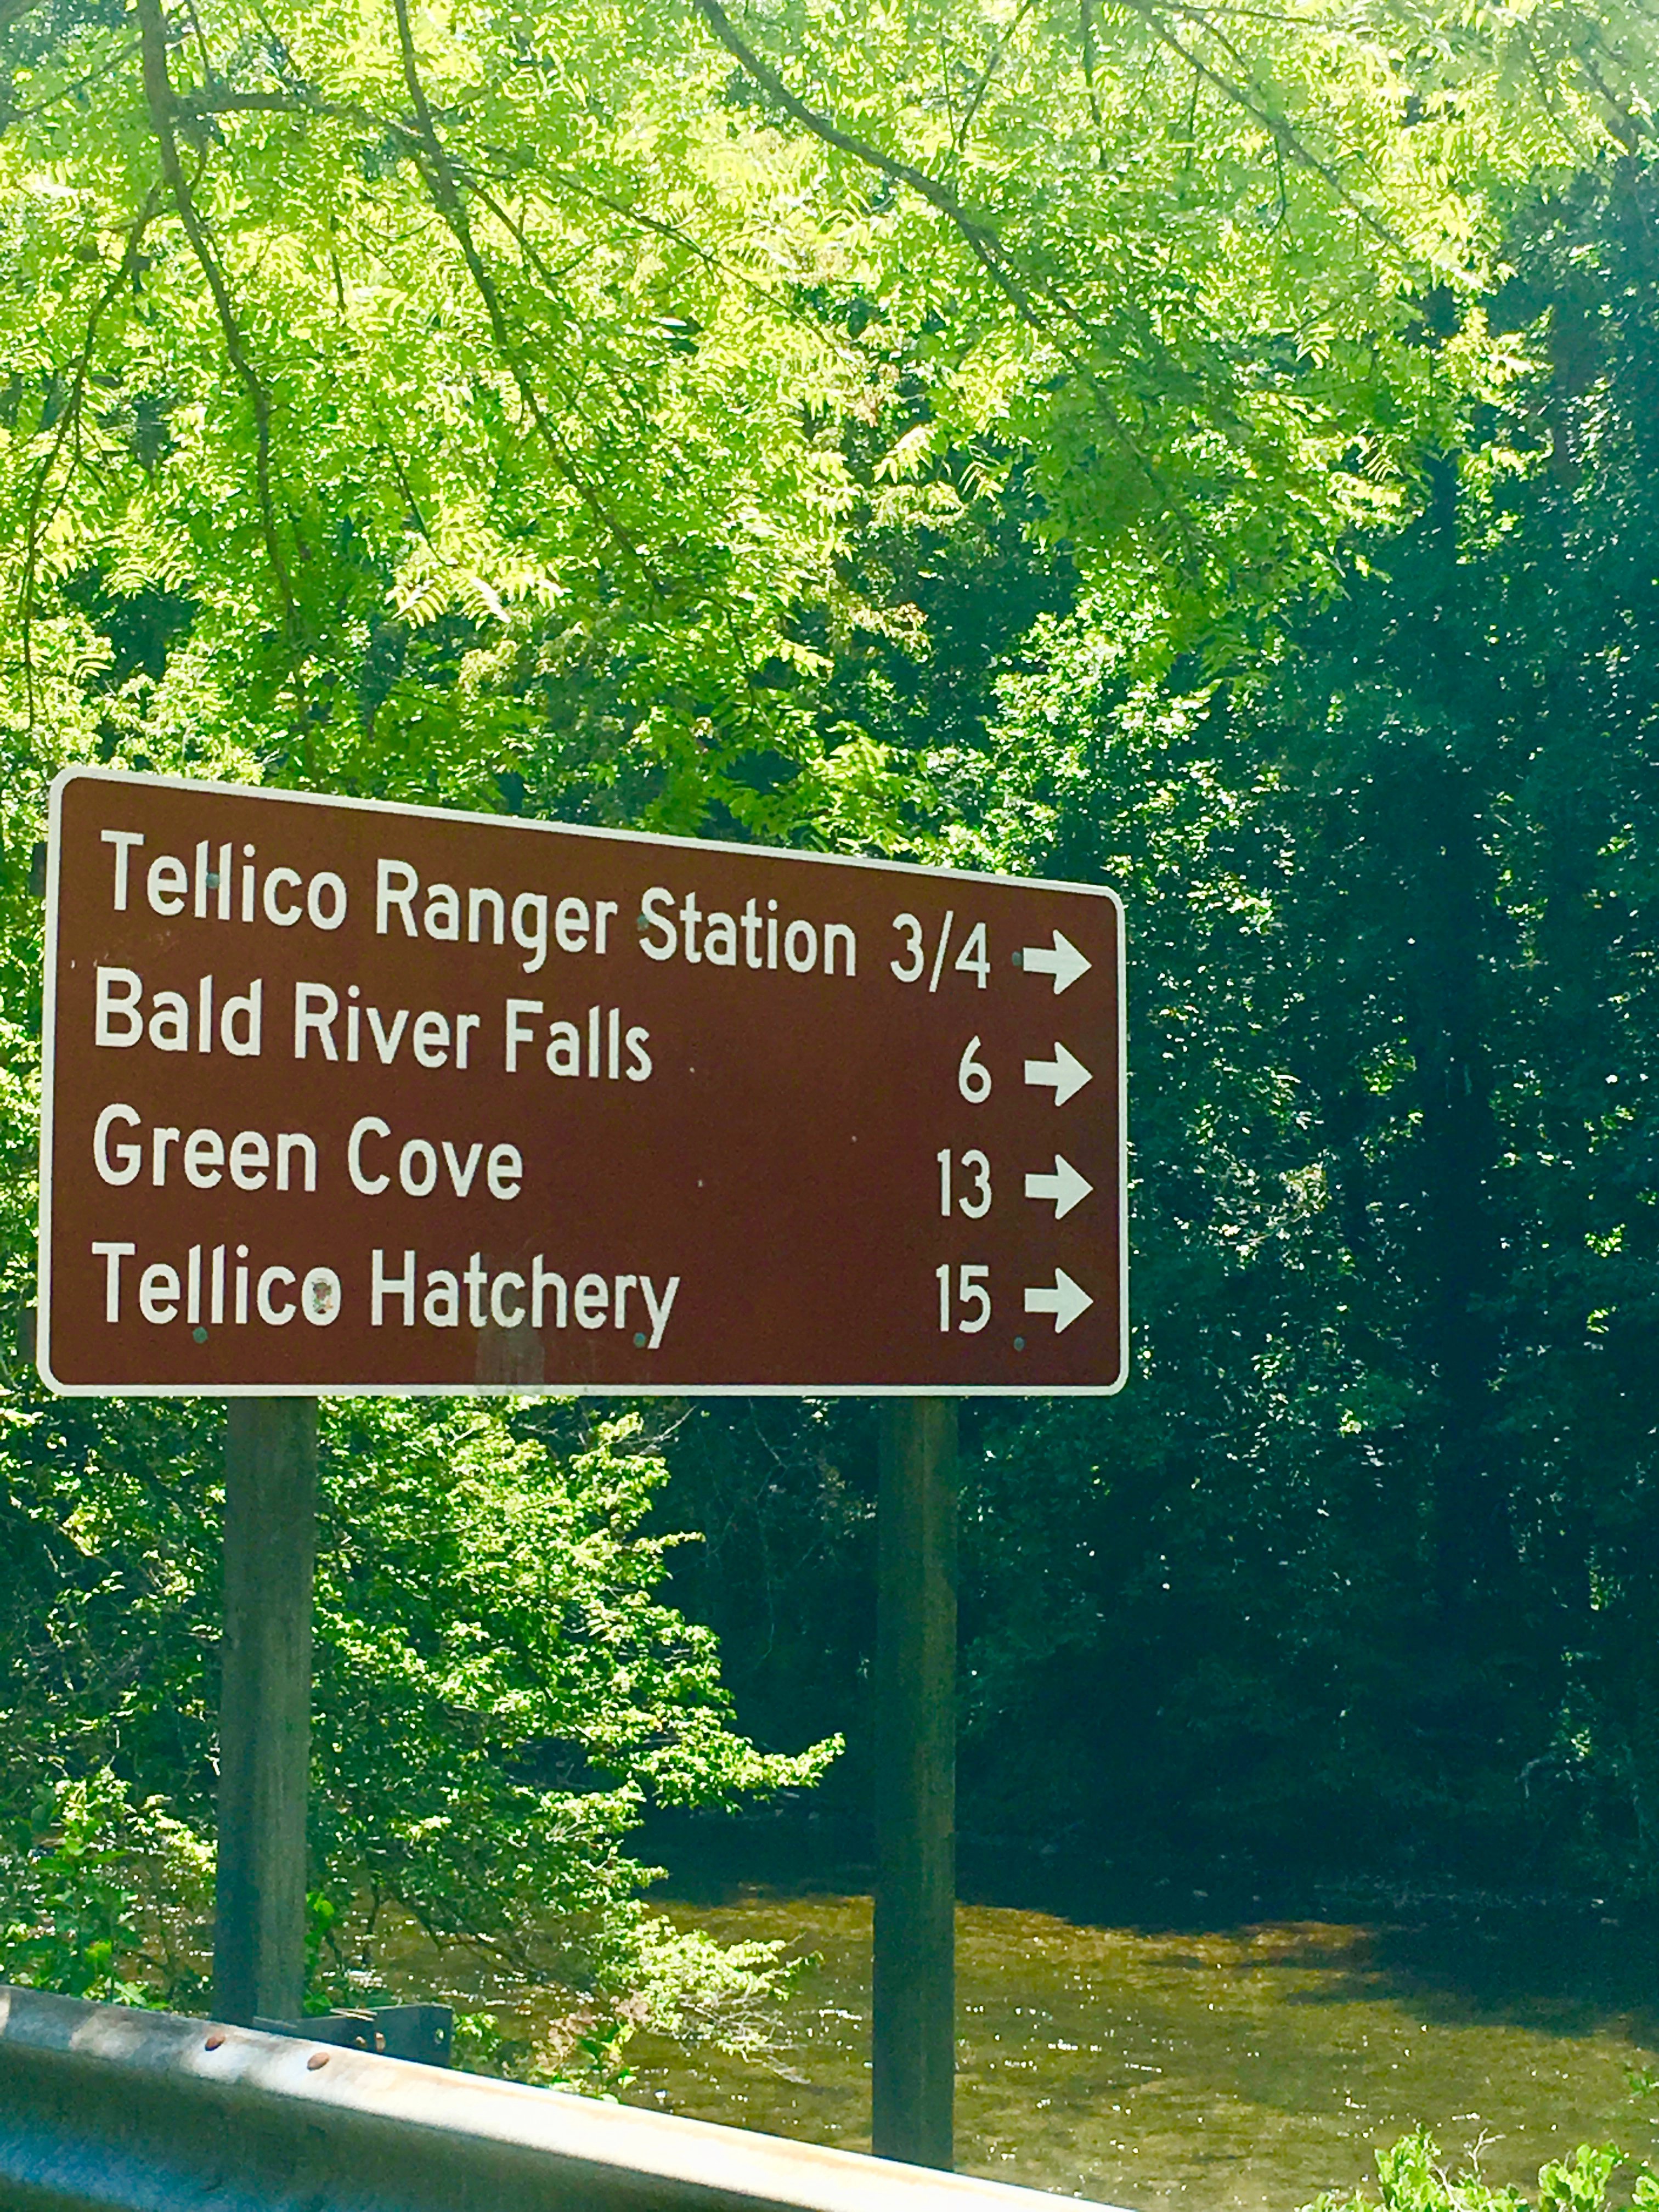 Tellico Ranger Station 3/4 →
Bald River Falls 6 →
Green Cove 13 →
Tellico Hatchery 15 →